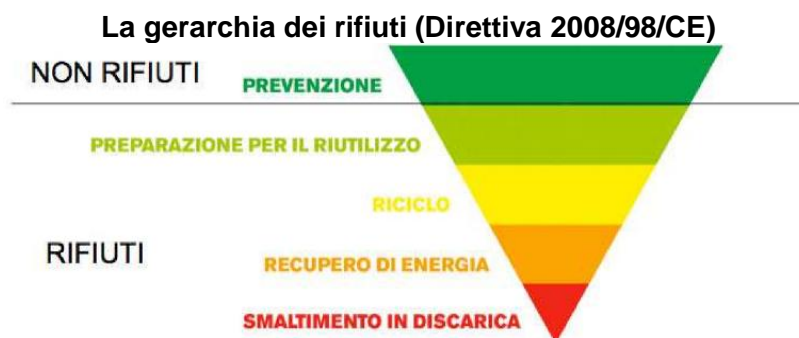 La gerarchia dei rifiuti (Direttiva 2008/98/CE)
NON RIFIUTI
PREVENZIONE
PREPARAZIONE PER IL RIUTILIZZO
RICICLO
RIFIUTI
RECUPERO DI ENERGIA
SMALTIMENTO IN DISCARICA